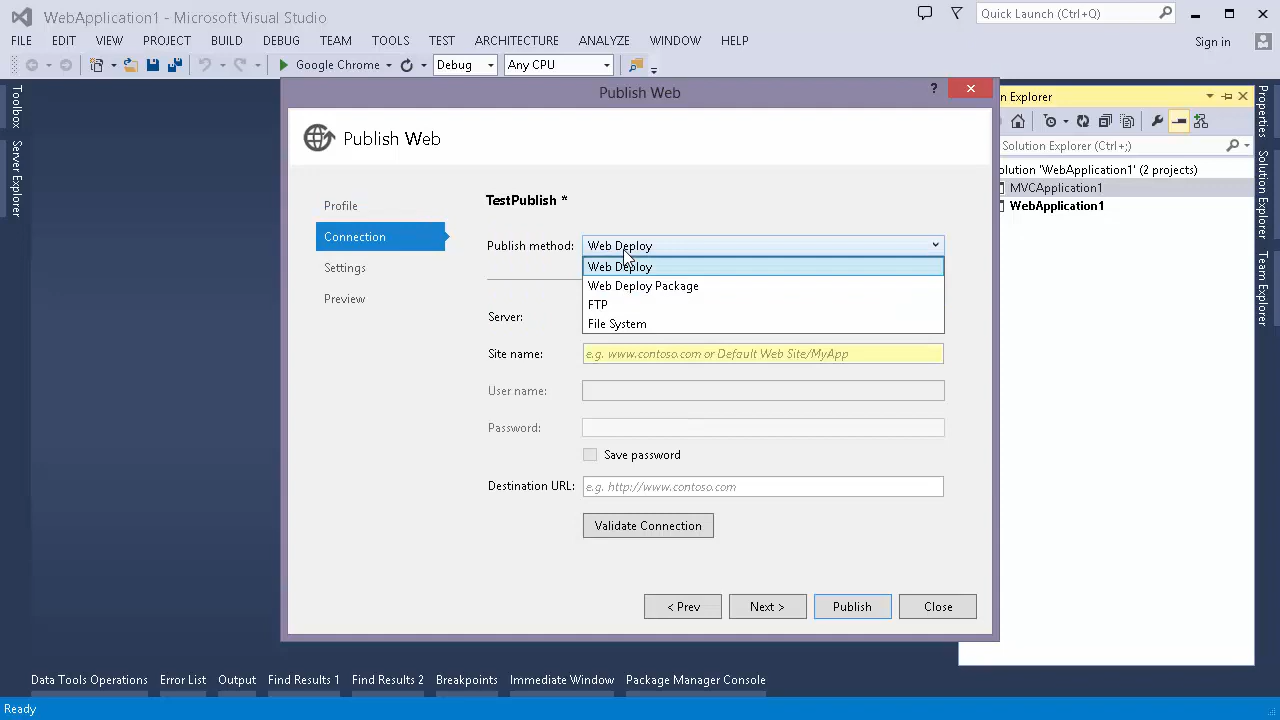 WebApplication1 - Microsoft Visual Studio
Quick Launch (Ctrl+Q)
FILE EDIT VIEW PROJECT BUILD DEBUG TEAM TOOLS TEST ARCHITECTURE ANALYZE WINDOW HELP
Sign in
Google Chrome Debug Any CPU
Toolbox
Server Explorer
Publish Web
?
Publish Web
Profile
Connection
Settings
Preview
TestPublish *
Publish method: Web Deploy
Web Deploy
Web Deploy Package
FTP
File System
Server:
Site name: e.g. www.contoso.com or Default Web Site/MyApp
User name:
Password:
Save password
Destination URL: e.g. http://www.contoso.com
Validate Connection
< Prev Next > Publish Close
n Explorer
Solution Explorer (Ctrl+;)
olution 'WebApplication1' (2 projects)
MVCApplication1
WebApplication1
Properties
Solution Explorer
Team Explorer
Data Tools Operations Error List Output Find Results 1 Find Results 2 Breakpoints Immediate Window Package Manager Console
Ready